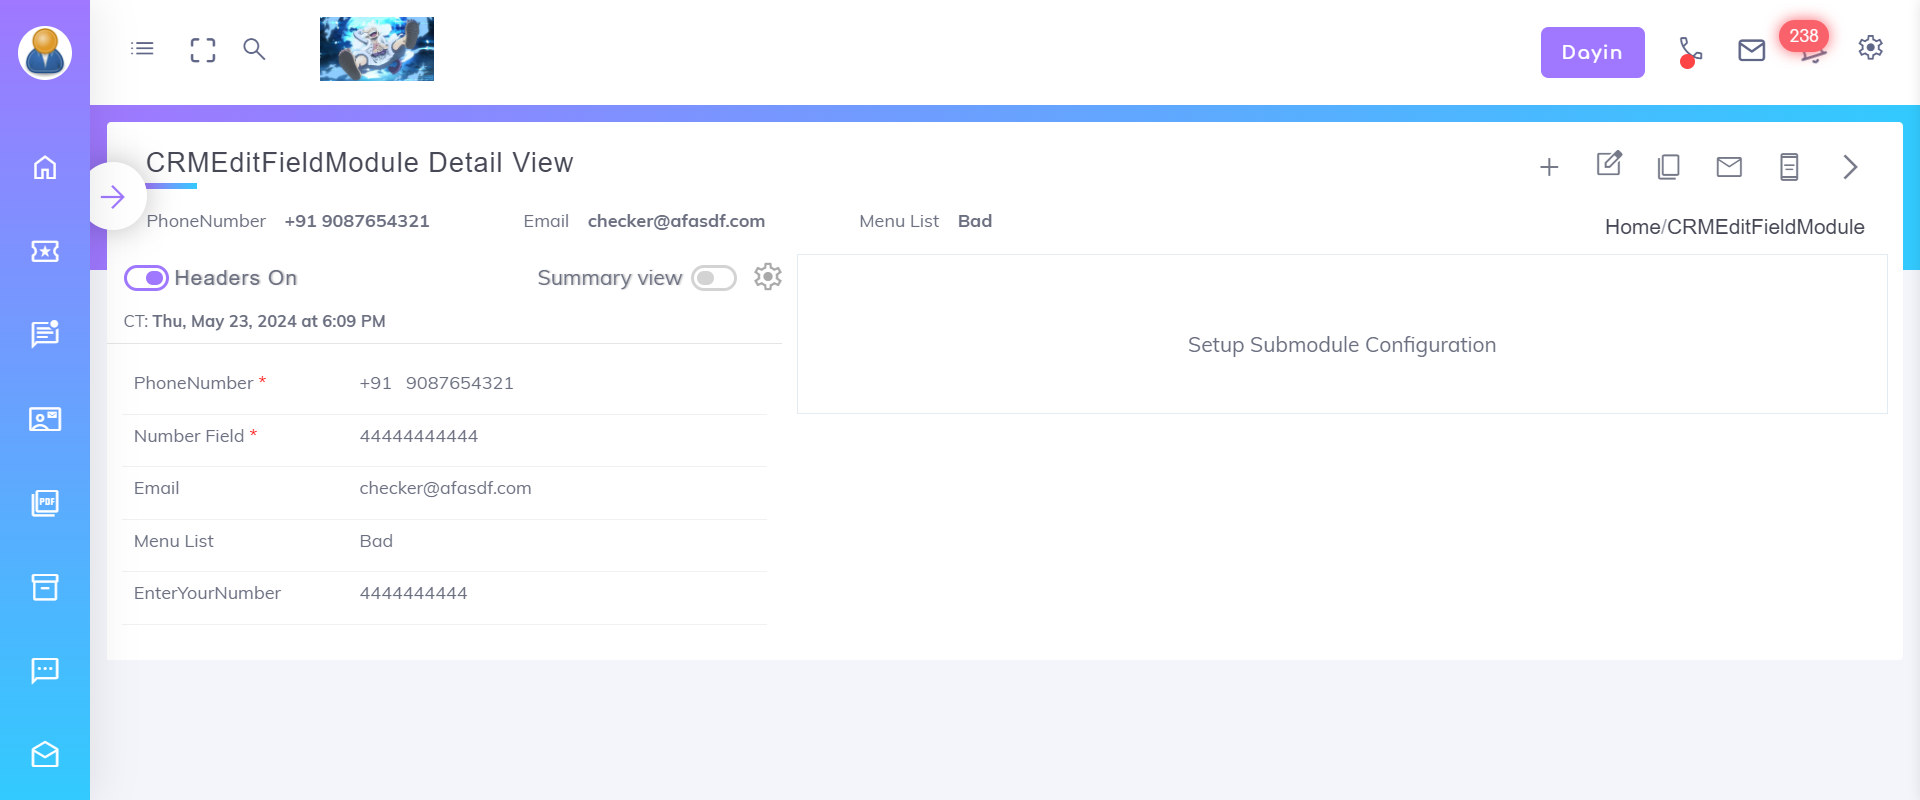 Dayin
238
CRMEditFieldModule Detail View
PhoneNumber +91 9087654321 Email checker@afasdf.com Menu List Bad
Home/CRMEditFieldModule
Headers On
Summary view
CT: Thu, May 23, 2024 at 6:09 PM
PhoneNumber * +91 9087654321
Number Field * 44444444444
Email checker@afasdf.com
Menu List Bad
EnterYourNumber 4444444444
Setup Submodule Configuration
PDF